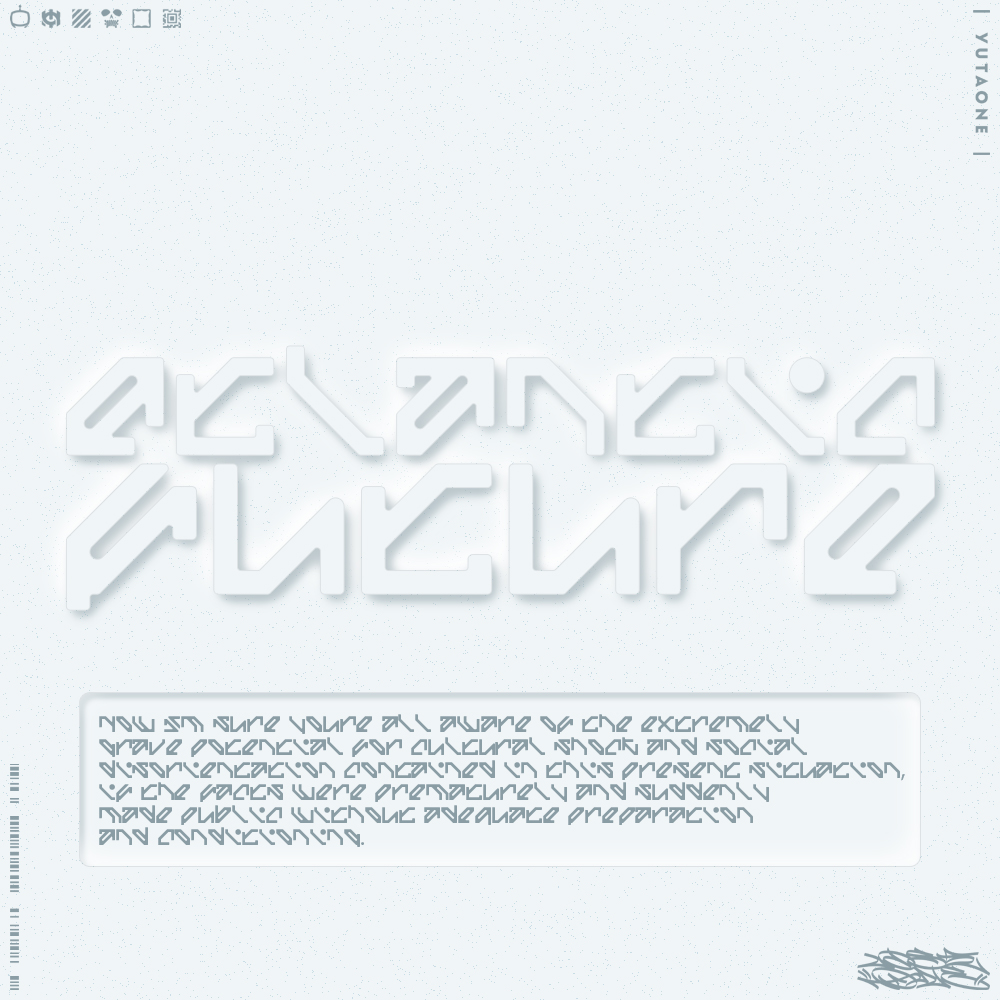 YUTAONE
atlantic
future
Now Im sure youre all aware of the extremely
grave potential for cultural shock and social
disorientation contained in this present situation,
if the facts were prematurely and suddenly
made public without adequate preparation
and conditioning.